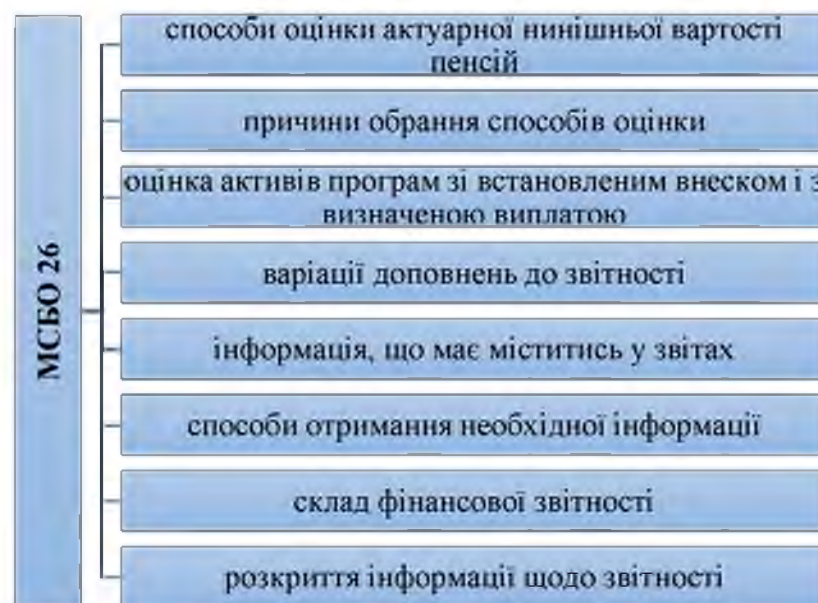 МСБО 26
способи оцінки актуарної нинішньої вартості
пенсій
причини обрання способів оцінки
оцінка активів програм зі встановленим внеском і з
визначеною виплатою
варіації доповнень до звітності
інформація, що має міститись у звітах
способи отримання необхідної інформації
склад фінансової звітності
розкриття інформації щодо звітності